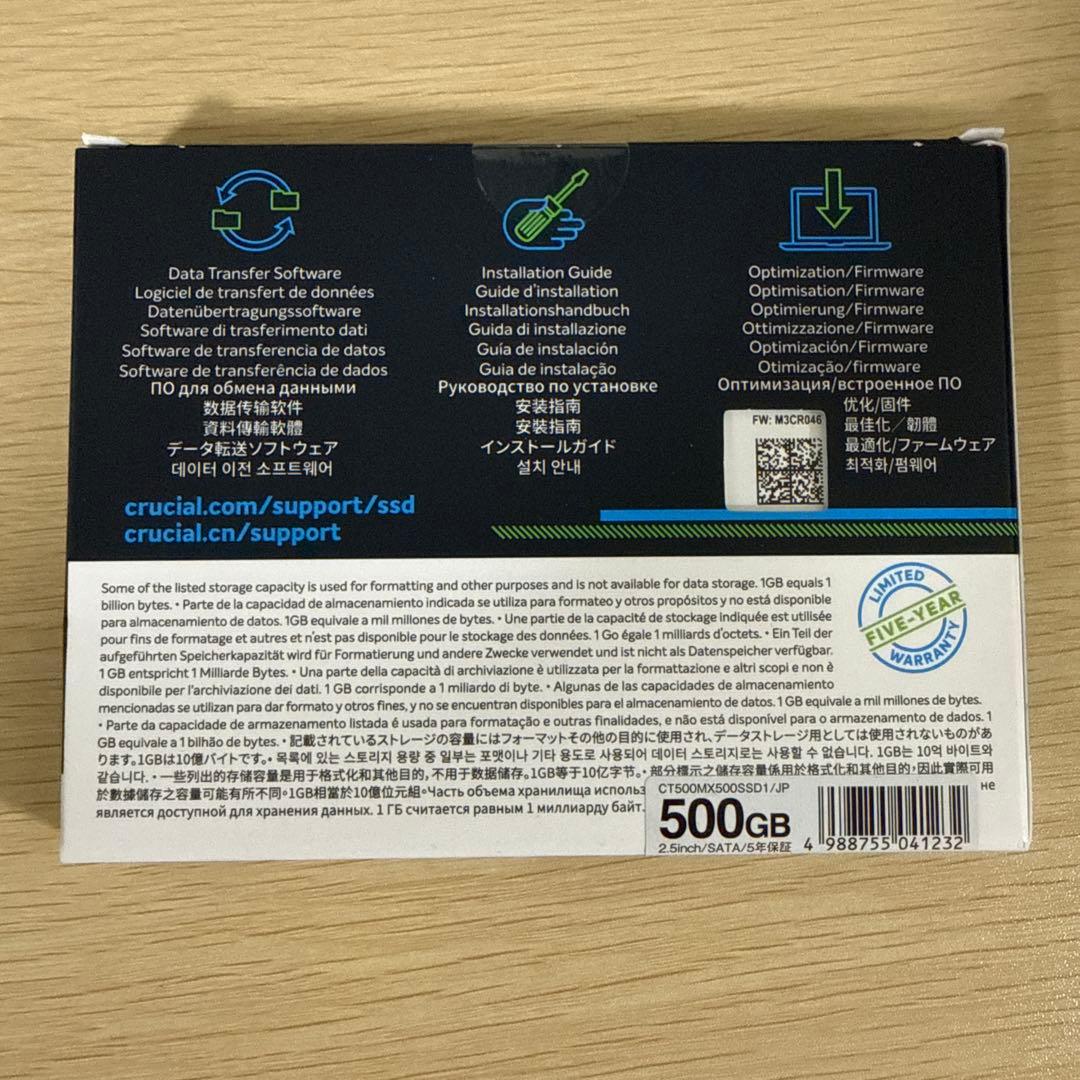 Data Transfer Software
Logiciel de transfert de données
Datenübertragungssoftware
Software di trasferimento dati
Software de transferencia de datos
Software de transferência de dados
ПО для обмена данными
数据传输软件
資料傳輸軟體
データ転送ソフトウェア
데이터 이전 소프트웨어
Installation Guide
Guide d'installation
Installationshandbuch
Guida di installazione
Guía de instalación
Guia de instalação
Руководство по установке
安装指南
安裝指南
インストールガイド
설치 안내
Optimization/Firmware
Optimisation/Firmware
Optimierung/Firmware
Ottimizzazione/Firmware
Optimización/Firmware
Otimização/firmware
Оптимизация/встроенное ПО
优化/固件
最佳化／韌體
最適化/ファームウェア
최적화/펌웨어
FW: M3CR046
crucial.com/support/ssd
crucial.cn/support
Some of the listed storage capacity is used for formatting and other purposes and is not available for data storage. 1GB equals 1
billion bytes. • Parte de la capacidad de almacenamiento indicada se utiliza para formateo y otros propósitos y no está disponible
para almacenamiento de datos. 1GB equivale a mil millones de bytes. • Une partie de la capacité de stockage indiquée est utilisée
pour fins de formatage et autres et n'est pas disponible pour le stockage des données. 1 Go égale 1 milliards d'octets. • Ein Teil der
aufgeführten Speicherkapazität wird für Formatierung und andere Zwecke verwendet und ist nicht als Datenspeicher verfügbar.
1 GB entspricht 1 Milliarde Bytes. • Una parte della capacità di archiviazione è utilizzata per la formattazione e altri scopi e non è
disponibile per l'archiviazione dei dati. 1 GB corrisponde a 1 miliardo di byte. • Algunas de las capacidades de almacenamiento
mencionadas se utilizan para dar formato y otros fines, y no se encuentran disponibles para el almacenamiento de datos. 1 GB equivale a mil millones de bytes.
• Parte da capacidade de armazenamento listada é usada para formatação e outras finalidades, e não está disponível para o armazenamento de dados. 1
GB equivale a 1 bilhão de bytes. • 記載されているストレージの容量にはフォーマットその他の目的に使用され、データストレージ用としては使用されないものがあ
ります。1GBは10億バイトです。• 목록에 있는 스토리지 용량 중 일부는 포맷이나 기타 용도로 사용되어 데이터 스토리지로는 사용할 수 없습니다. 1GB는 10억 바이트와
같습니다. • 一些列出的存储容量是用于格式化和其他目的，不用于数据储存。1GB等于10亿字节。• 部分標示之儲存容量係用於格式化和其他目的，因此實際可用
於數據儲存之容量可能有所不同。1GB相當於10億位元組。•Часть объема хранилища использ не
является доступной для хранения данных. 1 ГБ считается равным 1 миллиарду байт.
LIMITED
FIVE-YEAR
WARRANTY
CT500MX500SSD1/JP
500GB
2.5inch/SATA/5年保証
4 988755 041232